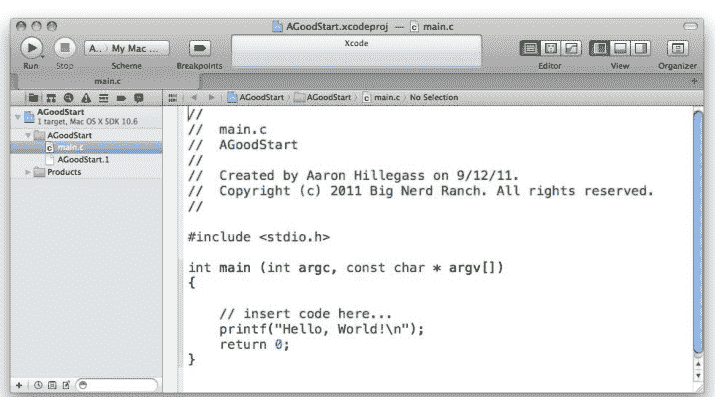 AGoodStart.xcodeproj — c main.c
A.. ) My Mac ...
Xcode
Run Stop Scheme Breakpoints Editor View Organizer
main.c +
AGoodStart ) AGoodStart ) c main.c ) No Selection
AGoodStart
1 target, Mac OS X SDK 10.6
AGoodStart
c main.c
AGoodStart.1
Products
//
// main.c
// AGoodStart
//
// Created by Aaron Hillegass on 9/12/11.
// Copyright (c) 2011 Big Nerd Ranch. All rights reserved.
//
#include <stdio.h>
int main (int argc, const char * argv[])
{
// insert code here...
printf("Hello, World!\n");
return 0;
}